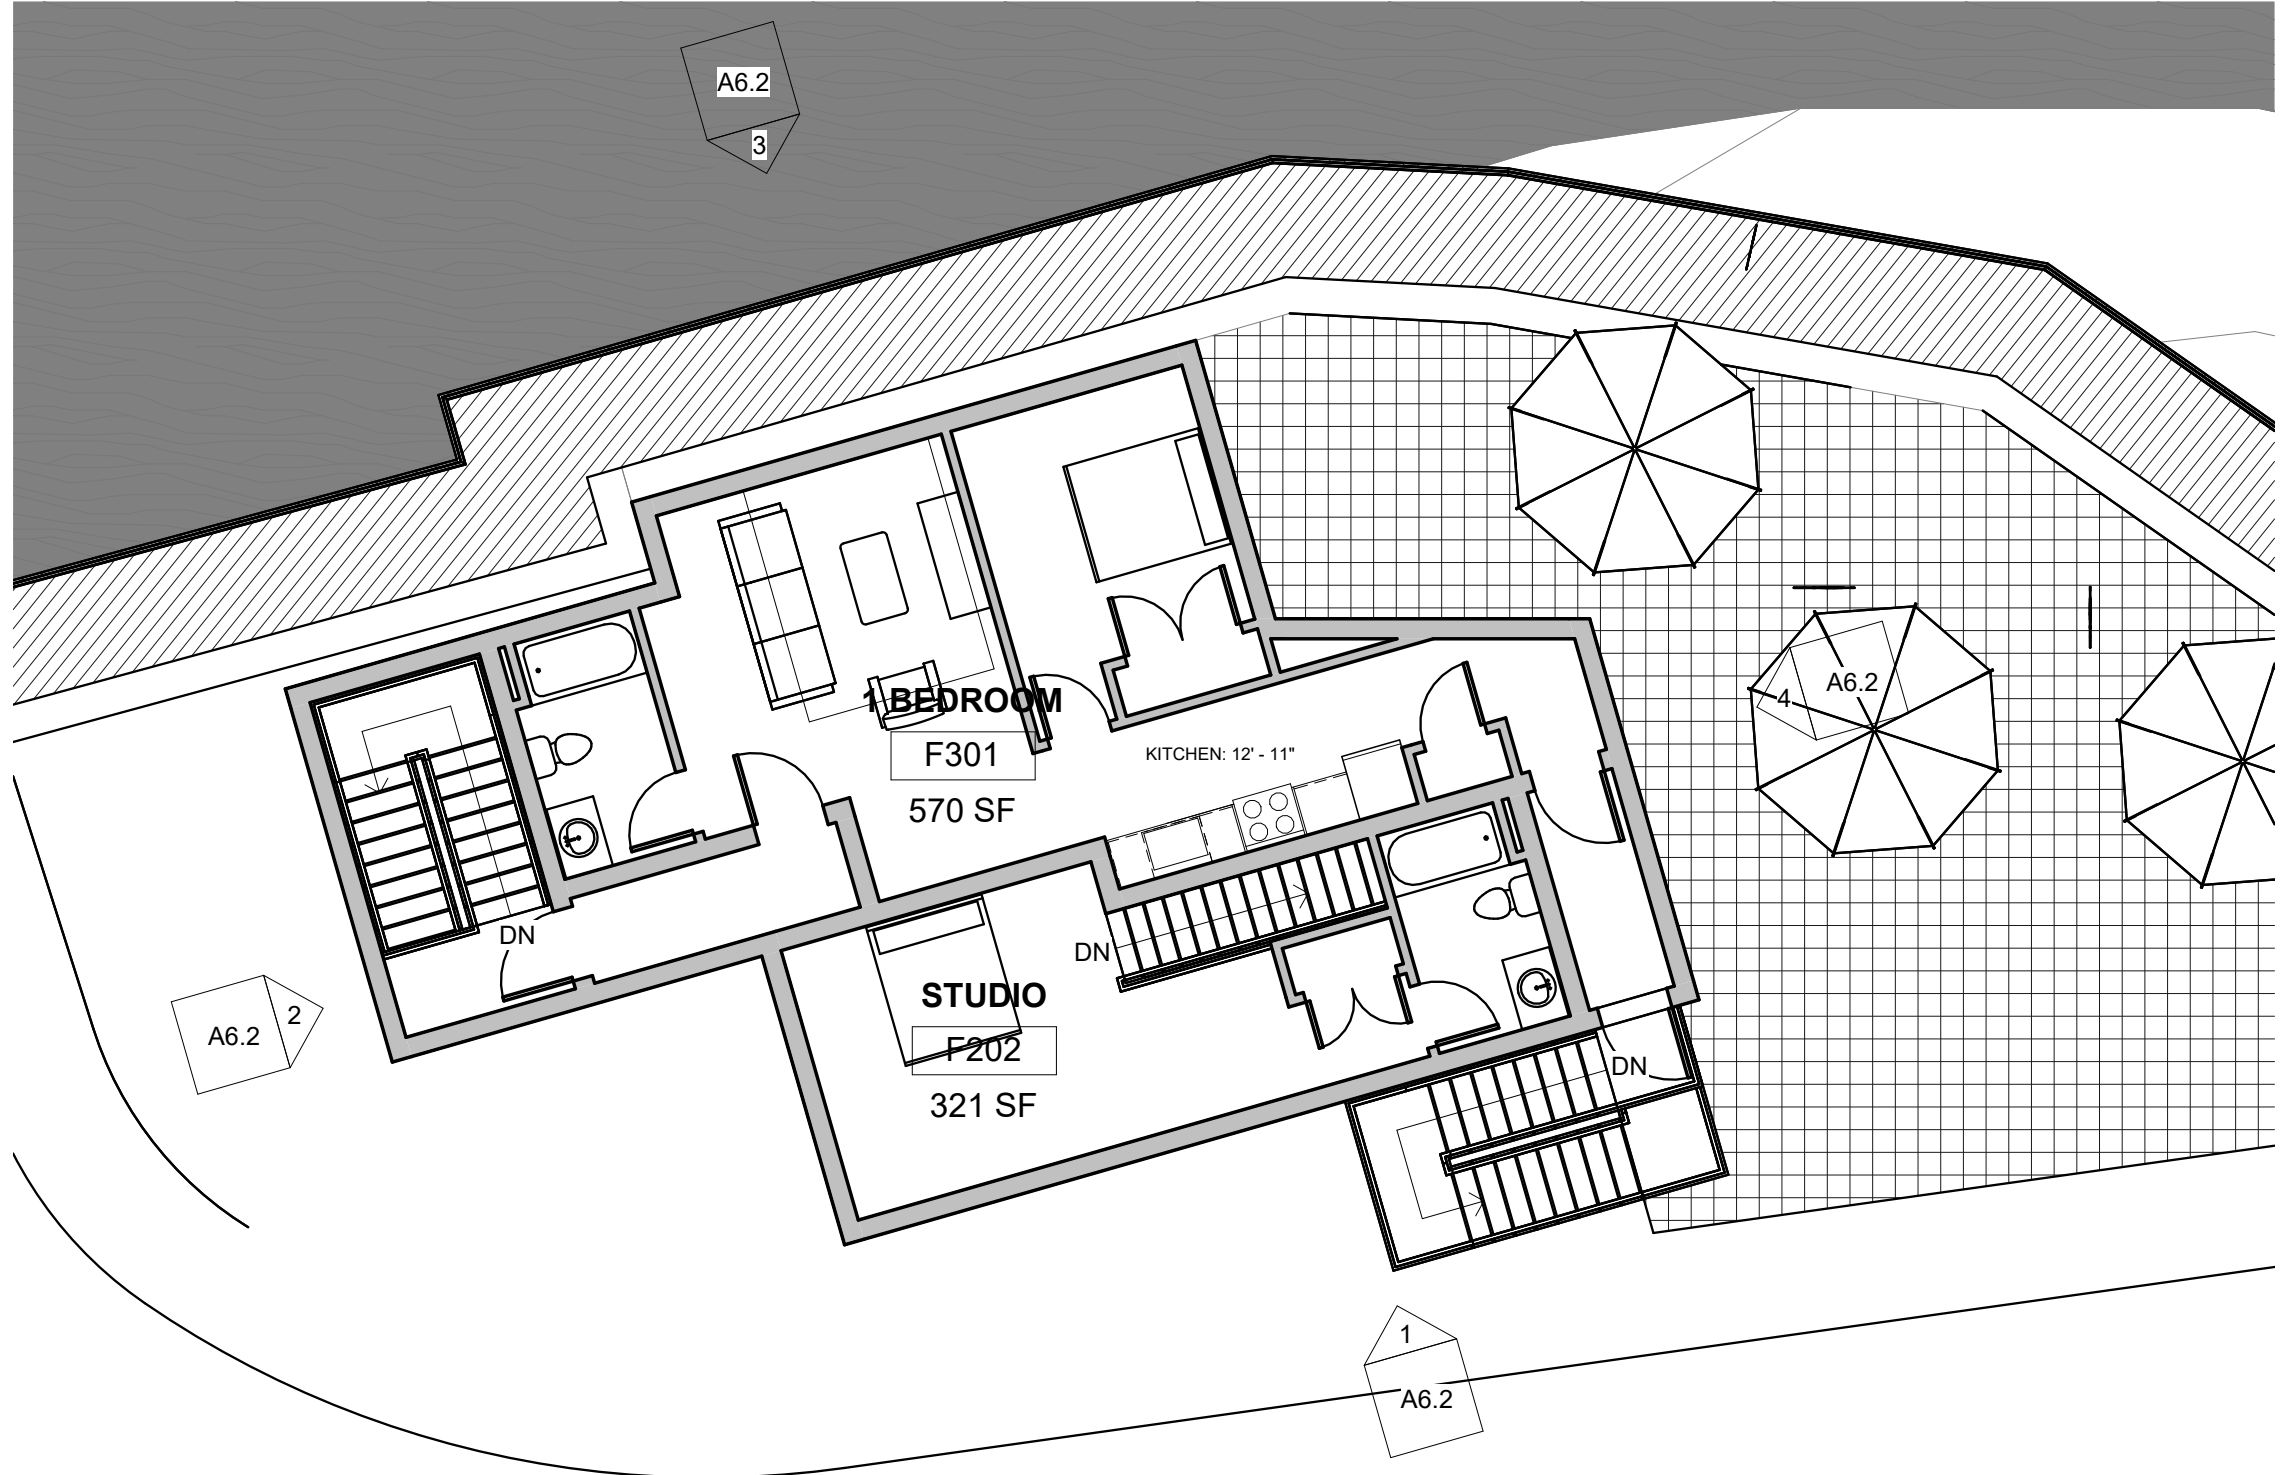 A6.2
3
A6.2
4
1 BEDROOM
F301
570 SF
KITCHEN: 12' - 11"
DN
DN
STUDIO
F202
321 SF
2
A6.2
DN
1
A6.2